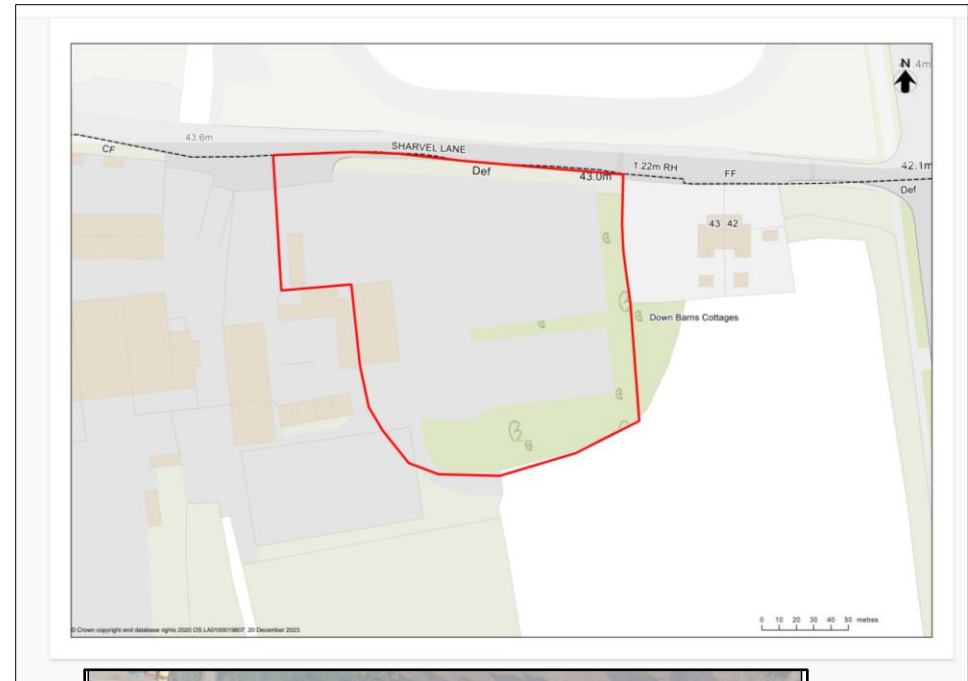 N
4m
43.6m
CF
SHARVEL LANE
Def
43.0m
1.22m RH
FF
42.1m
Def
43 42
Down Barns Cottages
0 10 20 30 40 50 metres
© Crown copyright and database rights 2020 OS LA0100019807 20 December 2023